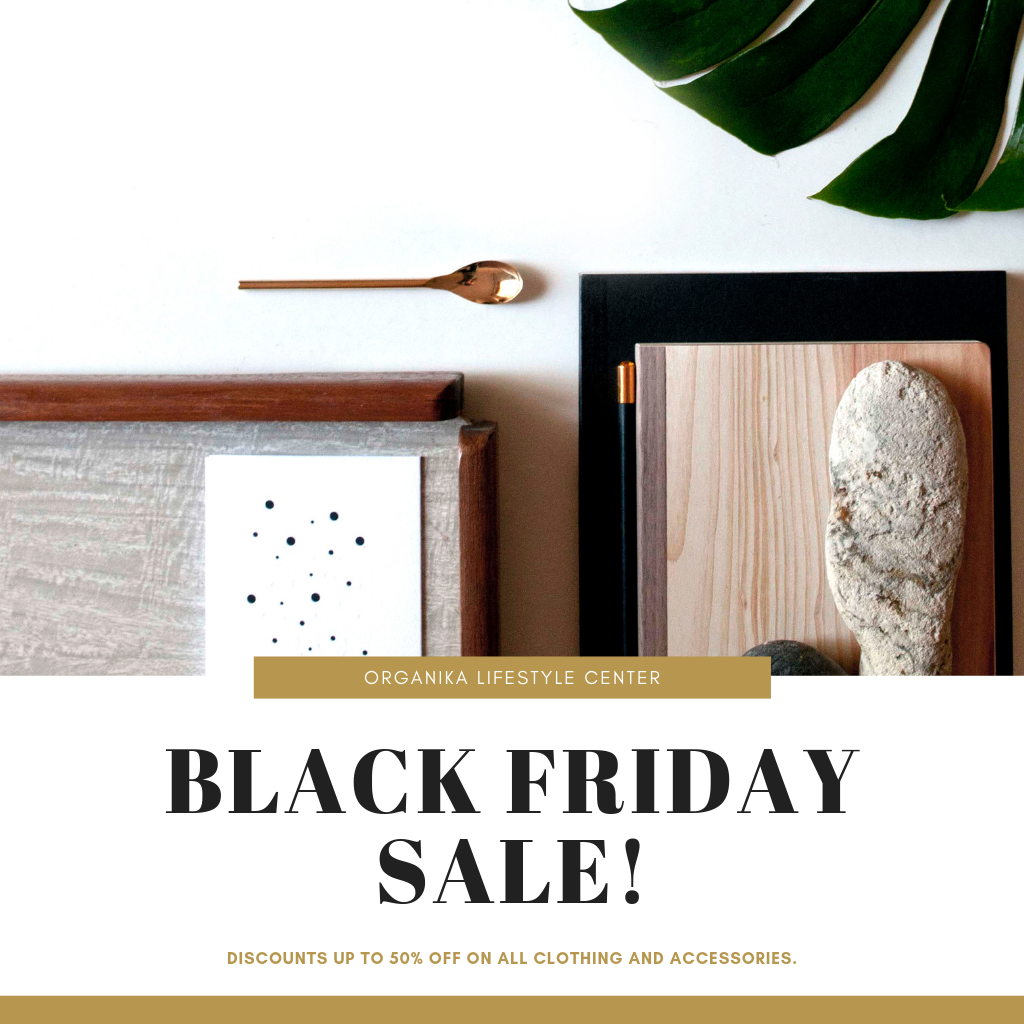 ORGANIKA LIFESTYLE CENTER
BLACK FRIDAY
SALE!
DISCOUNTS UP TO 50% OFF ON ALL CLOTHING AND ACCESSORIES.